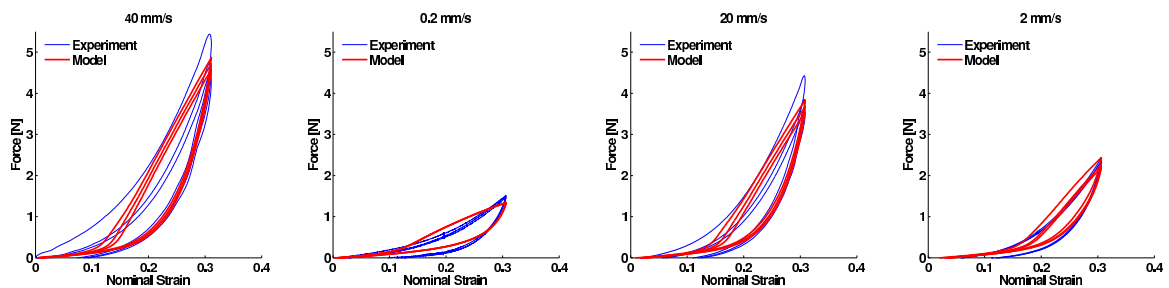 40 mm/s
5
4
3
2
1
0
Force [N]
Experiment
Model
0
0.1
0.2
0.3
0.4
Nominal Strain
0.2 mm/s
5
4
3
2
1
0
Force [N]
Experiment
Model
0
0.1
0.2
0.3
0.4
Nominal Strain
20 mm/s
5
4
3
2
1
0
Force [N]
Experiment
Model
0
0.1
0.2
0.3
0.4
Nominal Strain
2 mm/s
5
4
3
2
1
0
Force [N]
Experiment
Model
0
0.1
0.2
0.3
0.4
Nominal Strain